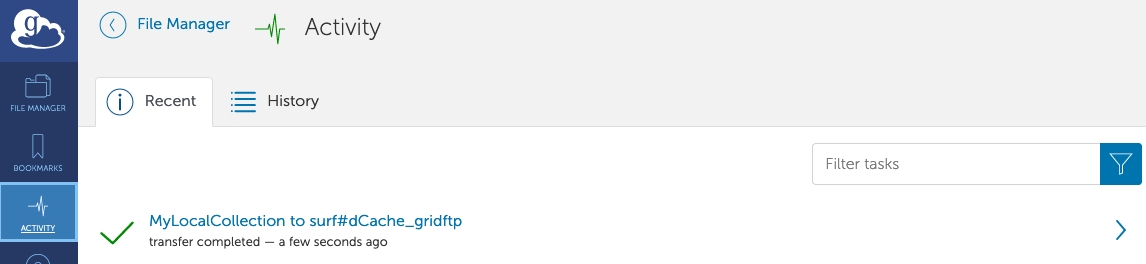 g
File Manager
Activity
FILE MANAGER
Recent
History
BOOKMARKS
Filter tasks
ACTIVITY
MyLocalCollection to surf#dCache_gridftp
transfer completed — a few seconds ago